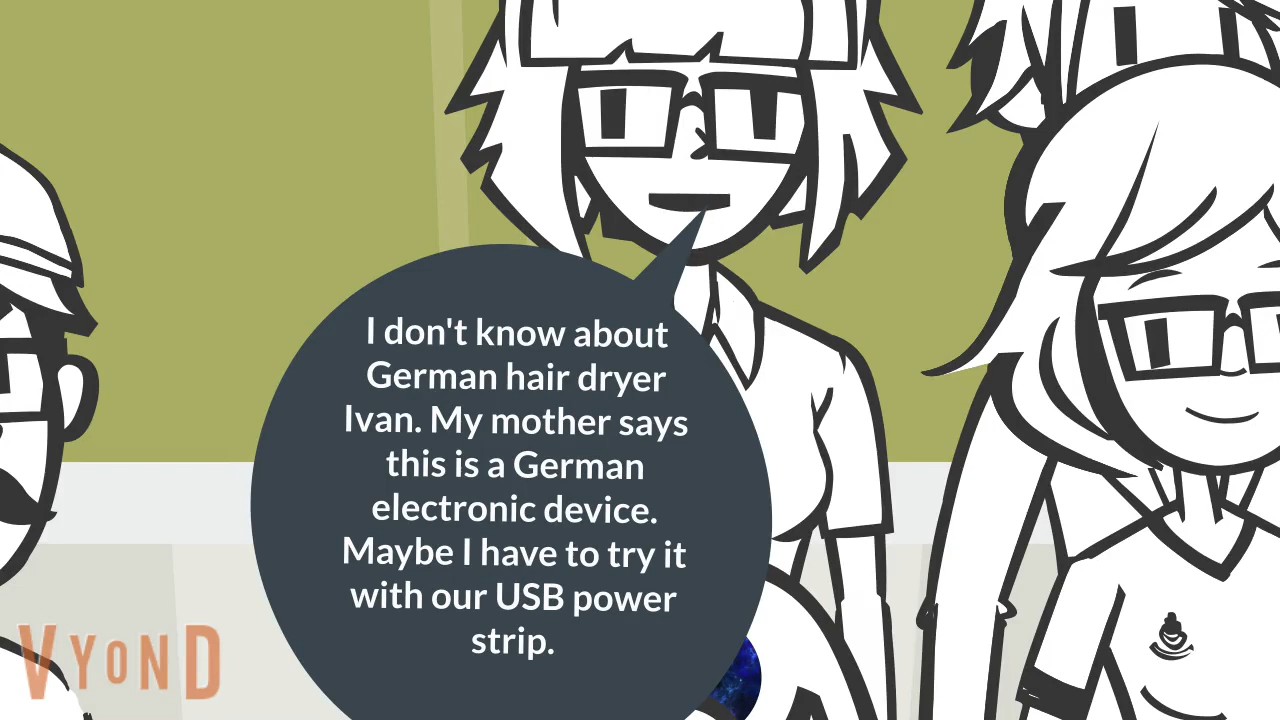 I don't know about
German hair dryer
Ivan. My mother says
this is a German
electronic device.
Maybe I have to try it
with our USB power
strip.
VYOND